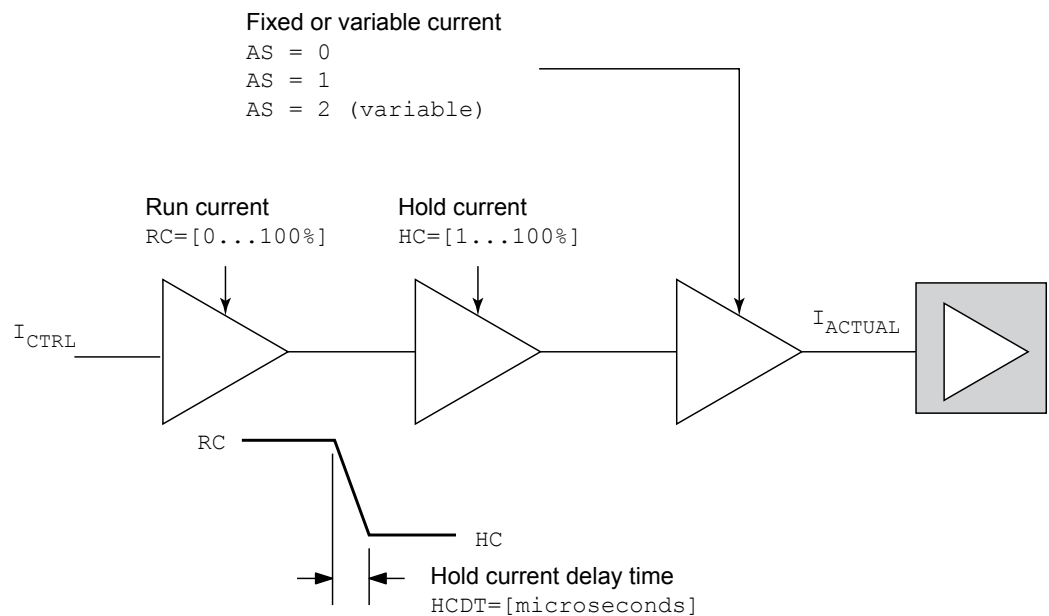 Fixed or variable current
AS = 0
AS = 1
AS = 2 (variable)
Run current
RC=[0...100%]
Hold current
HC=[1...100%]
ICTRL
IACTUAL
RC
HC
Hold current delay time
HCDT=[microseconds]